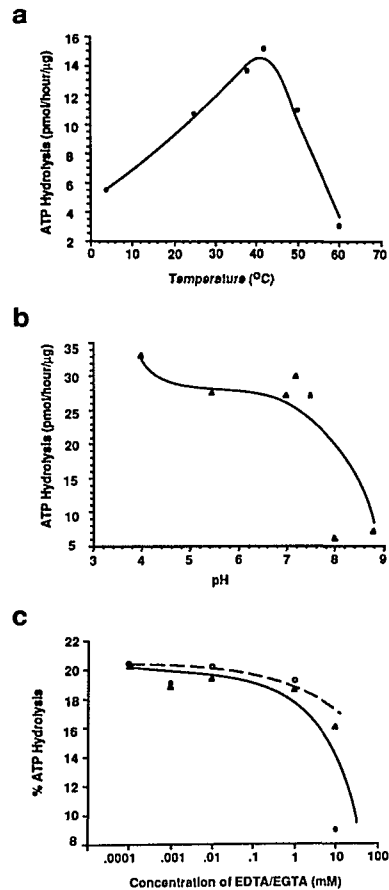 a
ATP Hydrolysis (pmol/hour/µg)
16
14
12
10
8
6
4
2
0 10 20 30 40 50 60 70
Temperature (°C)
b
ATP Hydrolysis (pmol/hour/µg)
35
30
25
20
15
10
5
3 4 5 6 7 8 9
pH
c
% ATP Hydrolysis
22
20
18
16
14
12
10
8
.0001 .001 .01 .1 1 10 100
Concentration of EDTA/EGTA (mM)